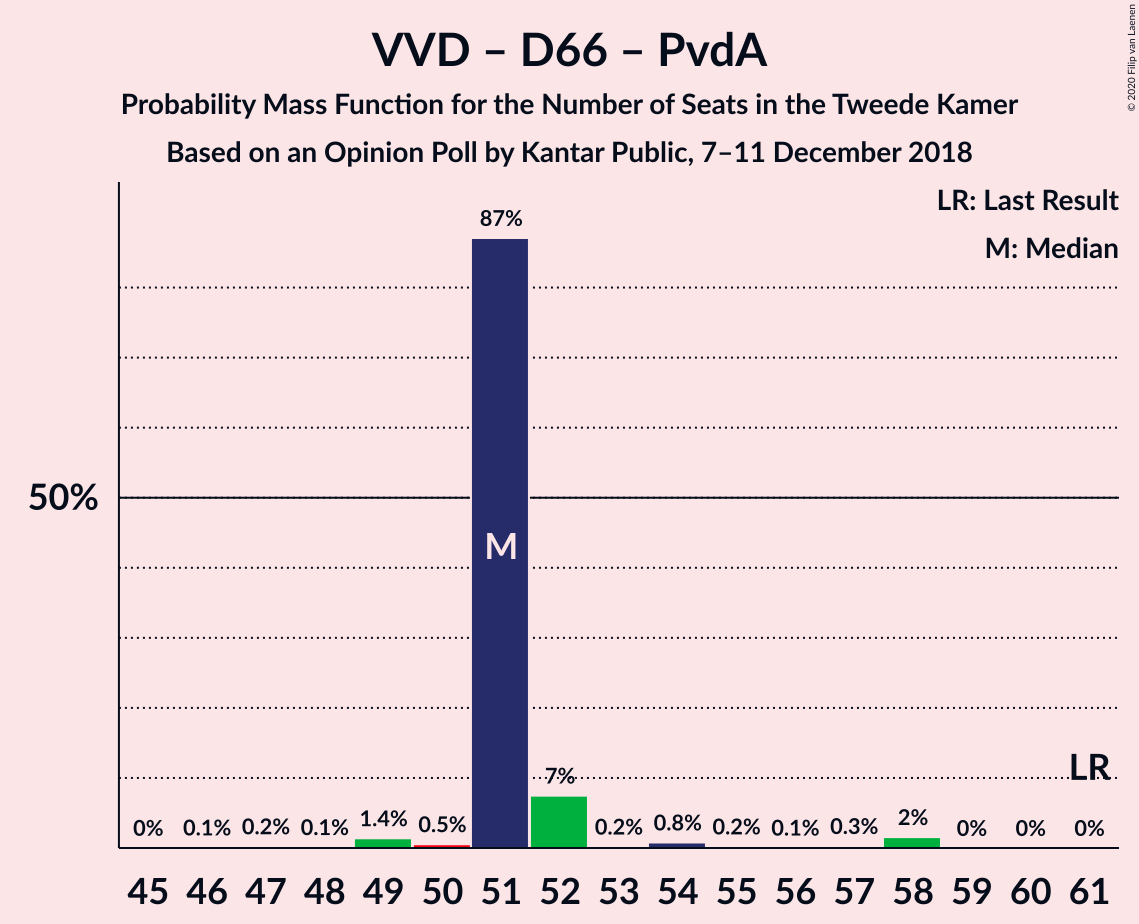 VVD – D66 – PvdA
Probability Mass Function for the Number of Seats in the Tweede Kamer
Based on an Opinion Poll by Kantar Public, 7–11 December 2018
© 2020 Filip van Laenen
LR: Last Result
M: Median
87%
50%
M
LR
7%
0% 0.1% 0.2% 0.1% 1.4% 0.5% 0.2% 0.8% 0.2% 0.1% 0.3% 2% 0% 0% 0%
45 46 47 48 49 50 51 52 53 54 55 56 57 58 59 60 61